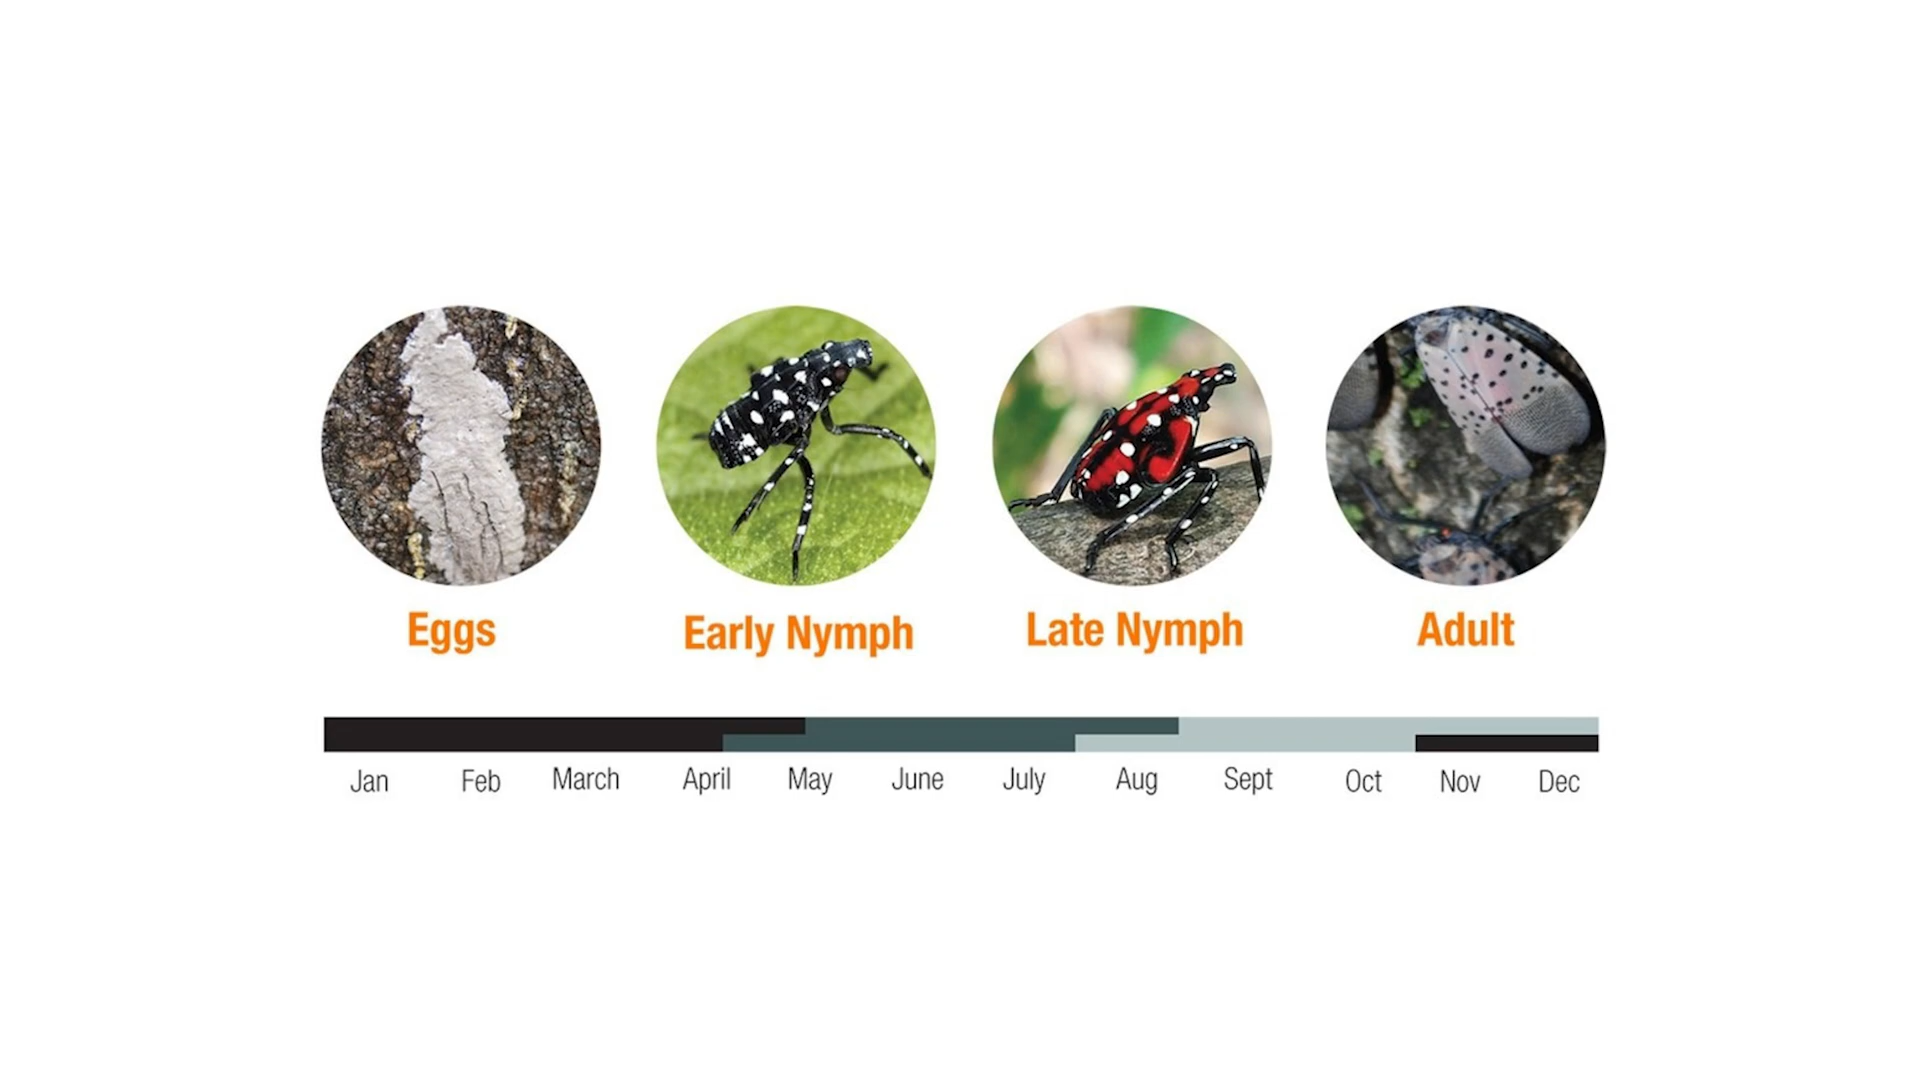 Eggs
Early Nymph
Late Nymph
Adult
Jan Feb March April May June July Aug Sept Oct Nov Dec